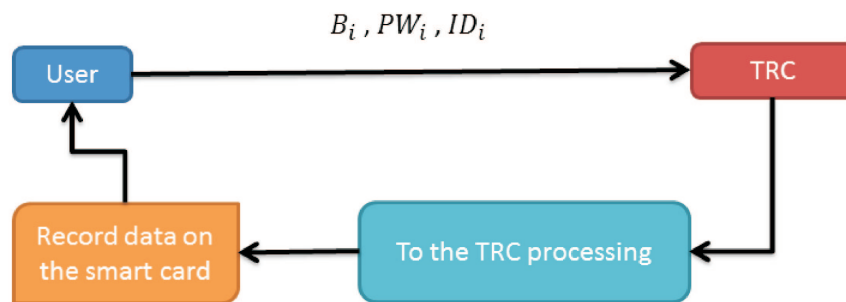 B_i , PW_i , ID_i
User
TRC
Record data on
the smart card
To the TRC processing